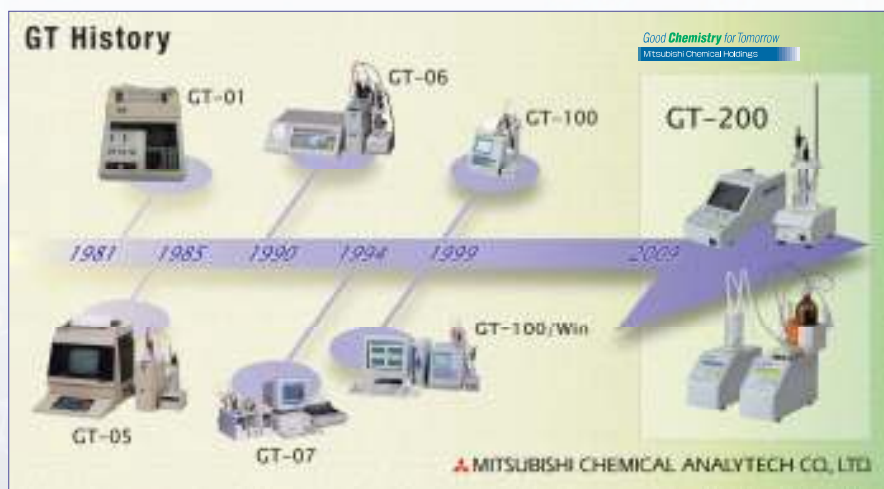 GT History
Good Chemistry for Tomorrow
Mitsubishi Chemical Holdings
GT-01
GT-06
GT-100
GT-200
1981 1985 1990 1994 1999 2009
GT-100/Win
GT-05
GT-07
MITSUBISHI CHEMICAL ANALYTECH CO., LTD.